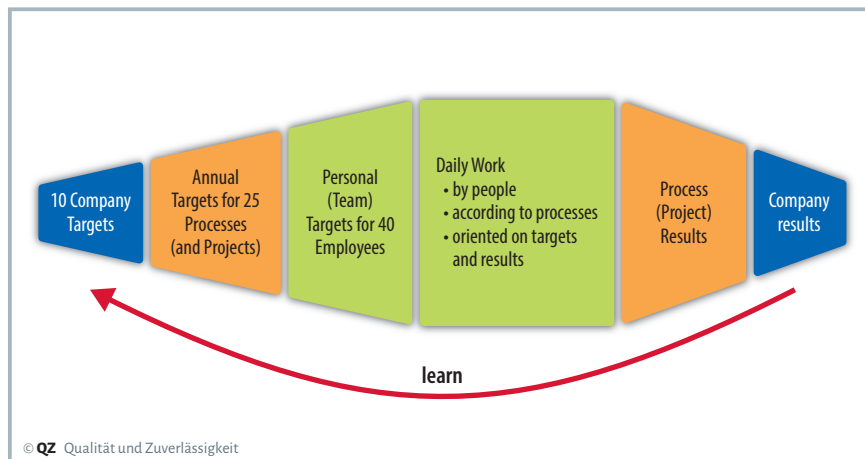 10 Company
Targets
Annual
Targets for 25
Processes
(and Projects)
Personal
(Team)
Targets for 40
Employees
Daily Work
• by people
• according to processes
• oriented on targets
and results
Process
(Project)
Results
Company
results
learn
© QZ Qualität und Zuverlässigkeit